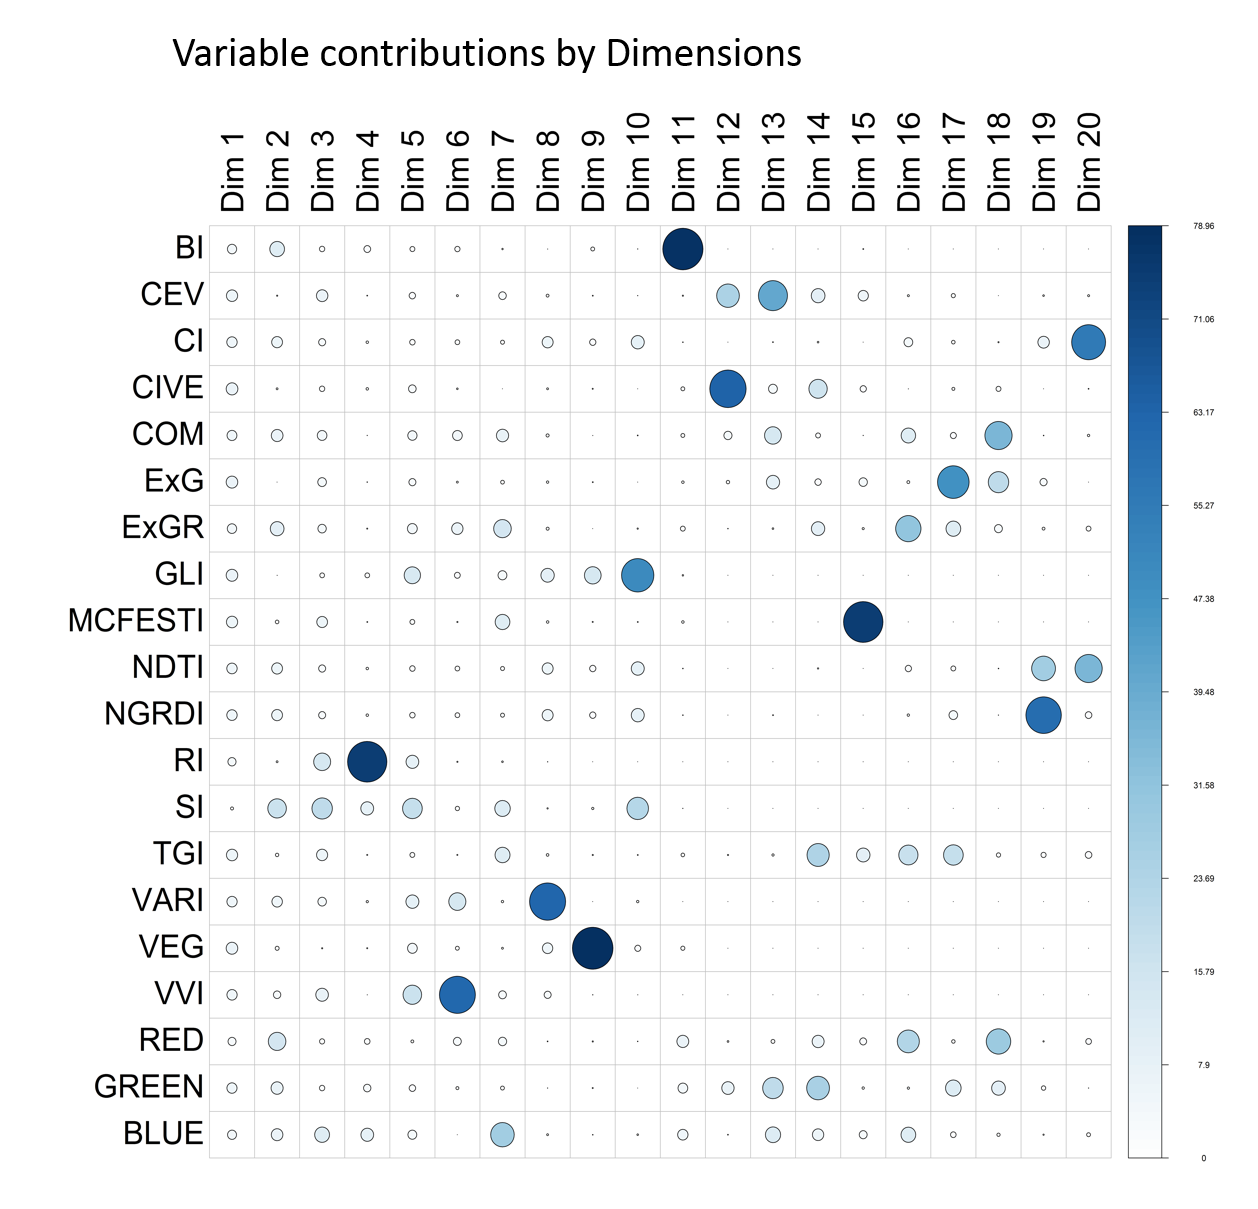 Variable contributions by Dimensions
Dim 1 Dim 2 Dim 3 Dim 4 Dim 5 Dim 6 Dim 7 Dim 8 Dim 9 Dim 10 Dim 11 Dim 12 Dim 13 Dim 14 Dim 15 Dim 16 Dim 17 Dim 18 Dim 19 Dim 20
BI
CEV
CI
CIVE
COM
ExG
ExGR
GLI
MCFESTI
NDTI
NGRDI
RI
SI
TGI
VARI
VEG
VVI
RED
GREEN
BLUE
78.96
71.06
63.17
55.27
47.38
39.48
31.58
23.69
15.79
7.9
0